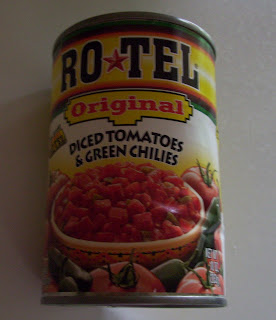 RO★TEL
Original
DICED TOMATOES
& GREEN CHILIES